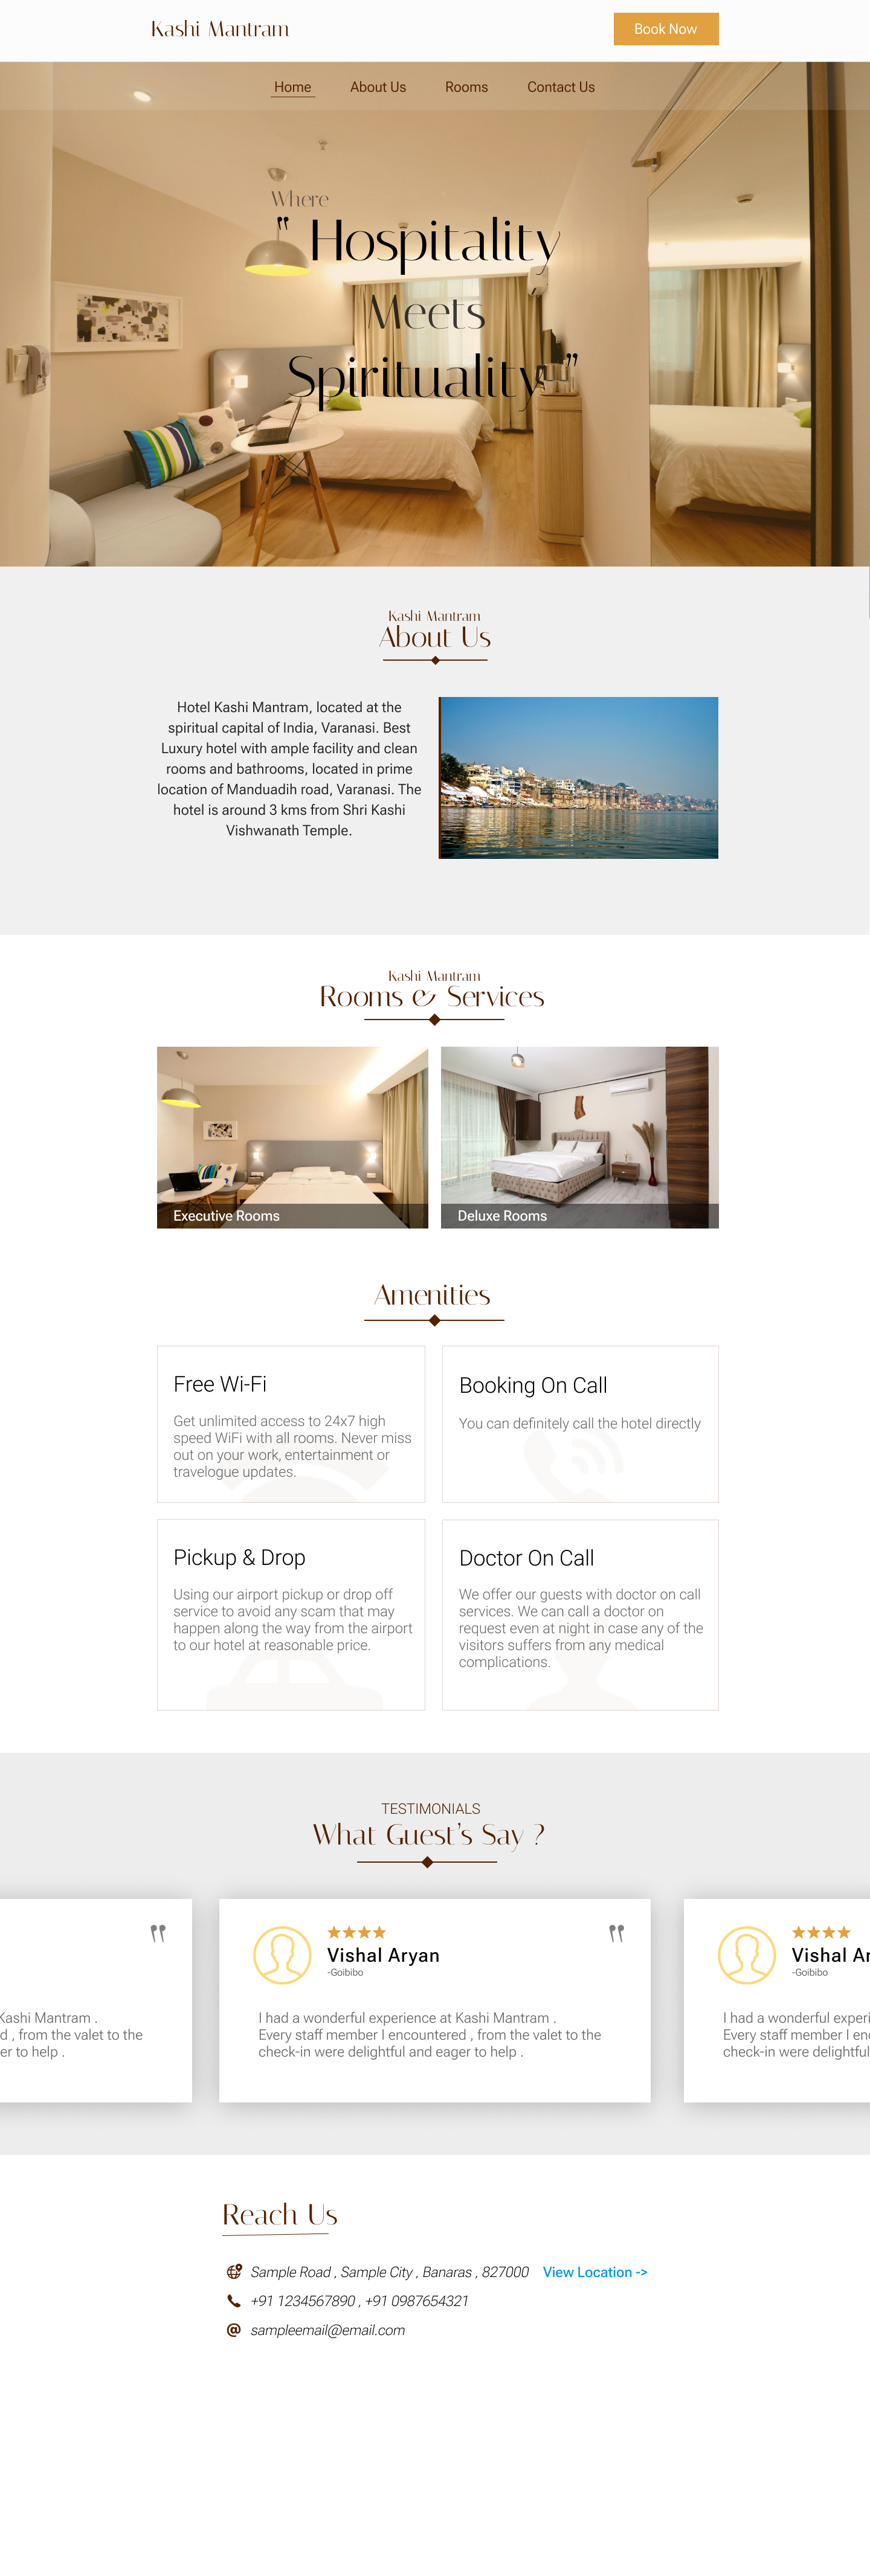 Kashi Mantram
Book Now
Home
About Us
Rooms
Contact Us
Where
" Hospitality
Meets
Spirituality "
Kashi Mantram
About Us
Hotel Kashi Mantram, located at the
spiritual capital of India, Varanasi. Best
Luxury hotel with ample facility and clean
rooms and bathrooms, located in prime
location of Manduadih road, Varanasi. The
hotel is around 3 kms from Shri Kashi
Vishwanath Temple.
Kashi Mantram
Rooms & Services
Executive Rooms
Deluxe Rooms
Amenities
Free Wi-Fi
Get unlimited access to 24x7 high
speed WiFi with all rooms. Never miss
out on your work, entertainment or
travelogue updates.
Booking On Call
You can definitely call the hotel directly
Pickup & Drop
Using our airport pickup or drop off
service to avoid any scam that may
happen along the way from the airport
to our hotel at reasonable price.
Doctor On Call
We offer our guests with doctor on call
services. We can call a doctor on
request even at night in case any of the
visitors suffers from any medical
complications.
TESTIMONIALS
What Guest's Say ?
"
Kashi Mantram .
d , from the valet to the
er to help .
Vishal Aryan
-Goibibo
"
I had a wonderful experience at Kashi Mantram .
Every staff member I encountered , from the valet to the
check-in were delightful and eager to help .
Vishal Ar
-Goibibo
I had a wonderful experi
Every staff member I en
check-in were delightful
Reach Us
Sample Road , Sample City , Banaras , 827000 View Location ->
+91 1234567890 , +91 0987654321
sampleemail@email.com